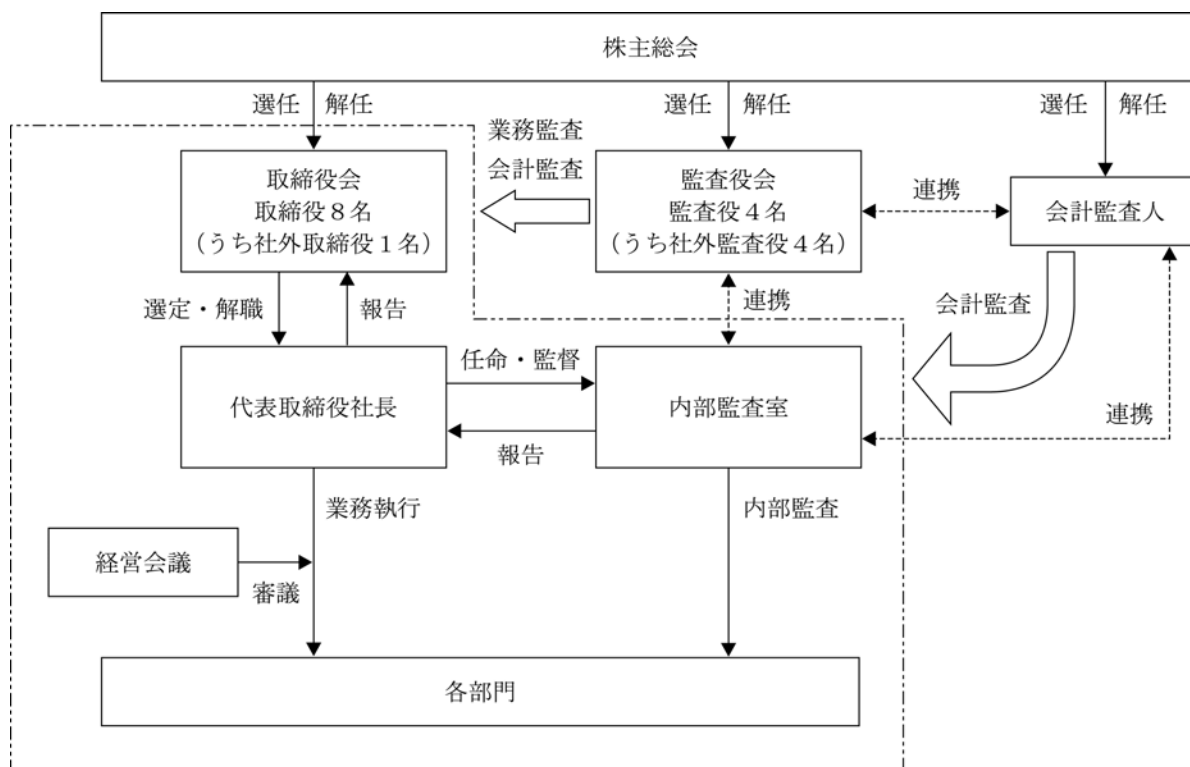 株主総会
選任
解任
選任
解任
選任
解任
業務監査
会計監査
取締役会
取締役8名
(うち社外取締役1名)
監査役会
監査役4名
(うち社外監査役4名)
連携
会計監査人
選定・解職
報告
連携
会計監査
代表取締役社長
任命・監督
報告
内部監査室
連携
業務執行
内部監査
経営会議
審議
各部門